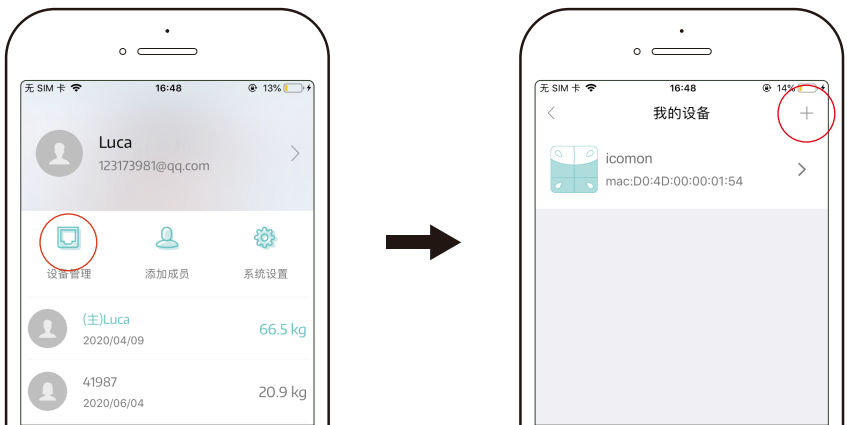 无 SIM 卡 16:48 13%
Luca
123173981@qq.com
设备管理 添加成员 系统设置
(主)Luca
2020/04/09
66.5 kg
41987
2020/06/04
20.9 kg
无 SIM 卡 16:48 14%
我的设备
icomon
mac:D0:4D:00:00:01:54